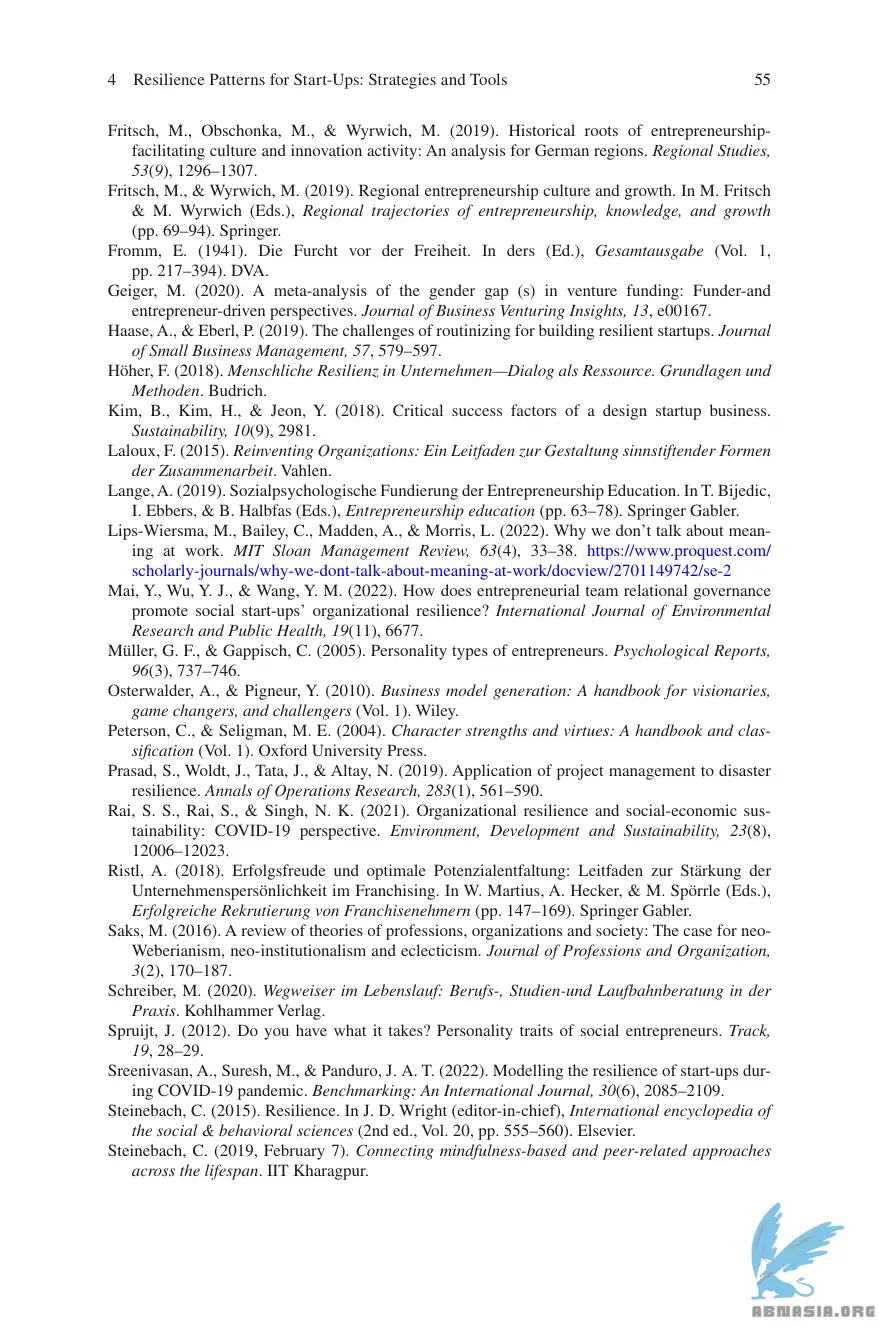 4 Resilience Patterns for Start-Ups: Strategies and Tools 55
Fritsch, M., Obschonka, M., & Wyrwich, M. (2019). Historical roots of entrepreneurship-
facilitating culture and innovation activity: An analysis for German regions. Regional Studies,
53(9), 1296–1307.
Fritsch, M., & Wyrwich, M. (2019). Regional entrepreneurship culture and growth. In M. Fritsch
& M. Wyrwich (Eds.), Regional trajectories of entrepreneurship, knowledge, and growth
(pp. 69–94). Springer.
Fromm, E. (1941). Die Furcht vor der Freiheit. In ders (Ed.), Gesamtausgabe (Vol. 1,
pp. 217–394). DVA.
Geiger, M. (2020). A meta-analysis of the gender gap (s) in venture funding: Funder-and
entrepreneur-driven perspectives. Journal of Business Venturing Insights, 13, e00167.
Haase, A., & Eberl, P. (2019). The challenges of routinizing for building resilient startups. Journal
of Small Business Management, 57, 579–597.
Höher, F. (2018). Menschliche Resilienz in Unternehmen—Dialog als Ressource. Grundlagen und
Methoden. Budrich.
Kim, B., Kim, H., & Jeon, Y. (2018). Critical success factors of a design startup business.
Sustainability, 10(9), 2981.
Laloux, F. (2015). Reinventing Organizations: Ein Leitfaden zur Gestaltung sinnstiftender Formen
der Zusammenarbeit. Vahlen.
Lange, A. (2019). Sozialpsychologische Fundierung der Entrepreneurship Education. In T. Bijedic,
I. Ebbers, & B. Halbfas (Eds.), Entrepreneurship education (pp. 63–78). Springer Gabler.
Lips-Wiersma, M., Bailey, C., Madden, A., & Morris, L. (2022). Why we don’t talk about mean-
ing at work. MIT Sloan Management Review, 63(4), 33–38. https://www.proquest.com/
scholarly-journals/why-we-dont-talk-about-meaning-at-work/docview/2701149742/se-2
Mai, Y., Wu, Y. J., & Wang, Y. M. (2022). How does entrepreneurial team relational governance
promote social start-ups’ organizational resilience? International Journal of Environmental
Research and Public Health, 19(11), 6677.
Müller, G. F., & Gappisch, C. (2005). Personality types of entrepreneurs. Psychological Reports,
96(3), 737–746.
Osterwalder, A., & Pigneur, Y. (2010). Business model generation: A handbook for visionaries,
game changers, and challengers (Vol. 1). Wiley.
Peterson, C., & Seligman, M. E. (2004). Character strengths and virtues: A handbook and clas-
sification (Vol. 1). Oxford University Press.
Prasad, S., Woldt, J., Tata, J., & Altay, N. (2019). Application of project management to disaster
resilience. Annals of Operations Research, 283(1), 561–590.
Rai, S. S., Rai, S., & Singh, N. K. (2021). Organizational resilience and social-economic sus-
tainability: COVID-19 perspective. Environment, Development and Sustainability, 23(8),
12006–12023.
Ristl, A. (2018). Erfolgsfreude und optimale Potenzialentfaltung: Leitfaden zur Stärkung der
Unternehmenspersönlichkeit im Franchising. In W. Martius, A. Hecker, & M. Spörrle (Eds.),
Erfolgreiche Rekrutierung von Franchisenehmern (pp. 147–169). Springer Gabler.
Saks, M. (2016). A review of theories of professions, organizations and society: The case for neo-
Weberianism, neo-institutionalism and eclecticism. Journal of Professions and Organization,
3(2), 170–187.
Schreiber, M. (2020). Wegweiser im Lebenslauf: Berufs-, Studien-und Laufbahnberatung in der
Praxis. Kohlhammer Verlag.
Spruijt, J. (2012). Do you have what it takes? Personality traits of social entrepreneurs. Track,
19, 28–29.
Sreenivasan, A., Suresh, M., & Panduro, J. A. T. (2022). Modelling the resilience of start-ups dur-
ing COVID-19 pandemic. Benchmarking: An International Journal, 30(6), 2085–2109.
Steinebach, C. (2015). Resilience. In J. D. Wright (editor-in-chief), International encyclopedia of
the social & behavioral sciences (2nd ed., Vol. 20, pp. 555–560). Elsevier.
Steinebach, C. (2019, February 7). Connecting mindfulness-based and peer-related approaches
across the lifespan. IIT Kharagpur.
ABNASIA.ORG